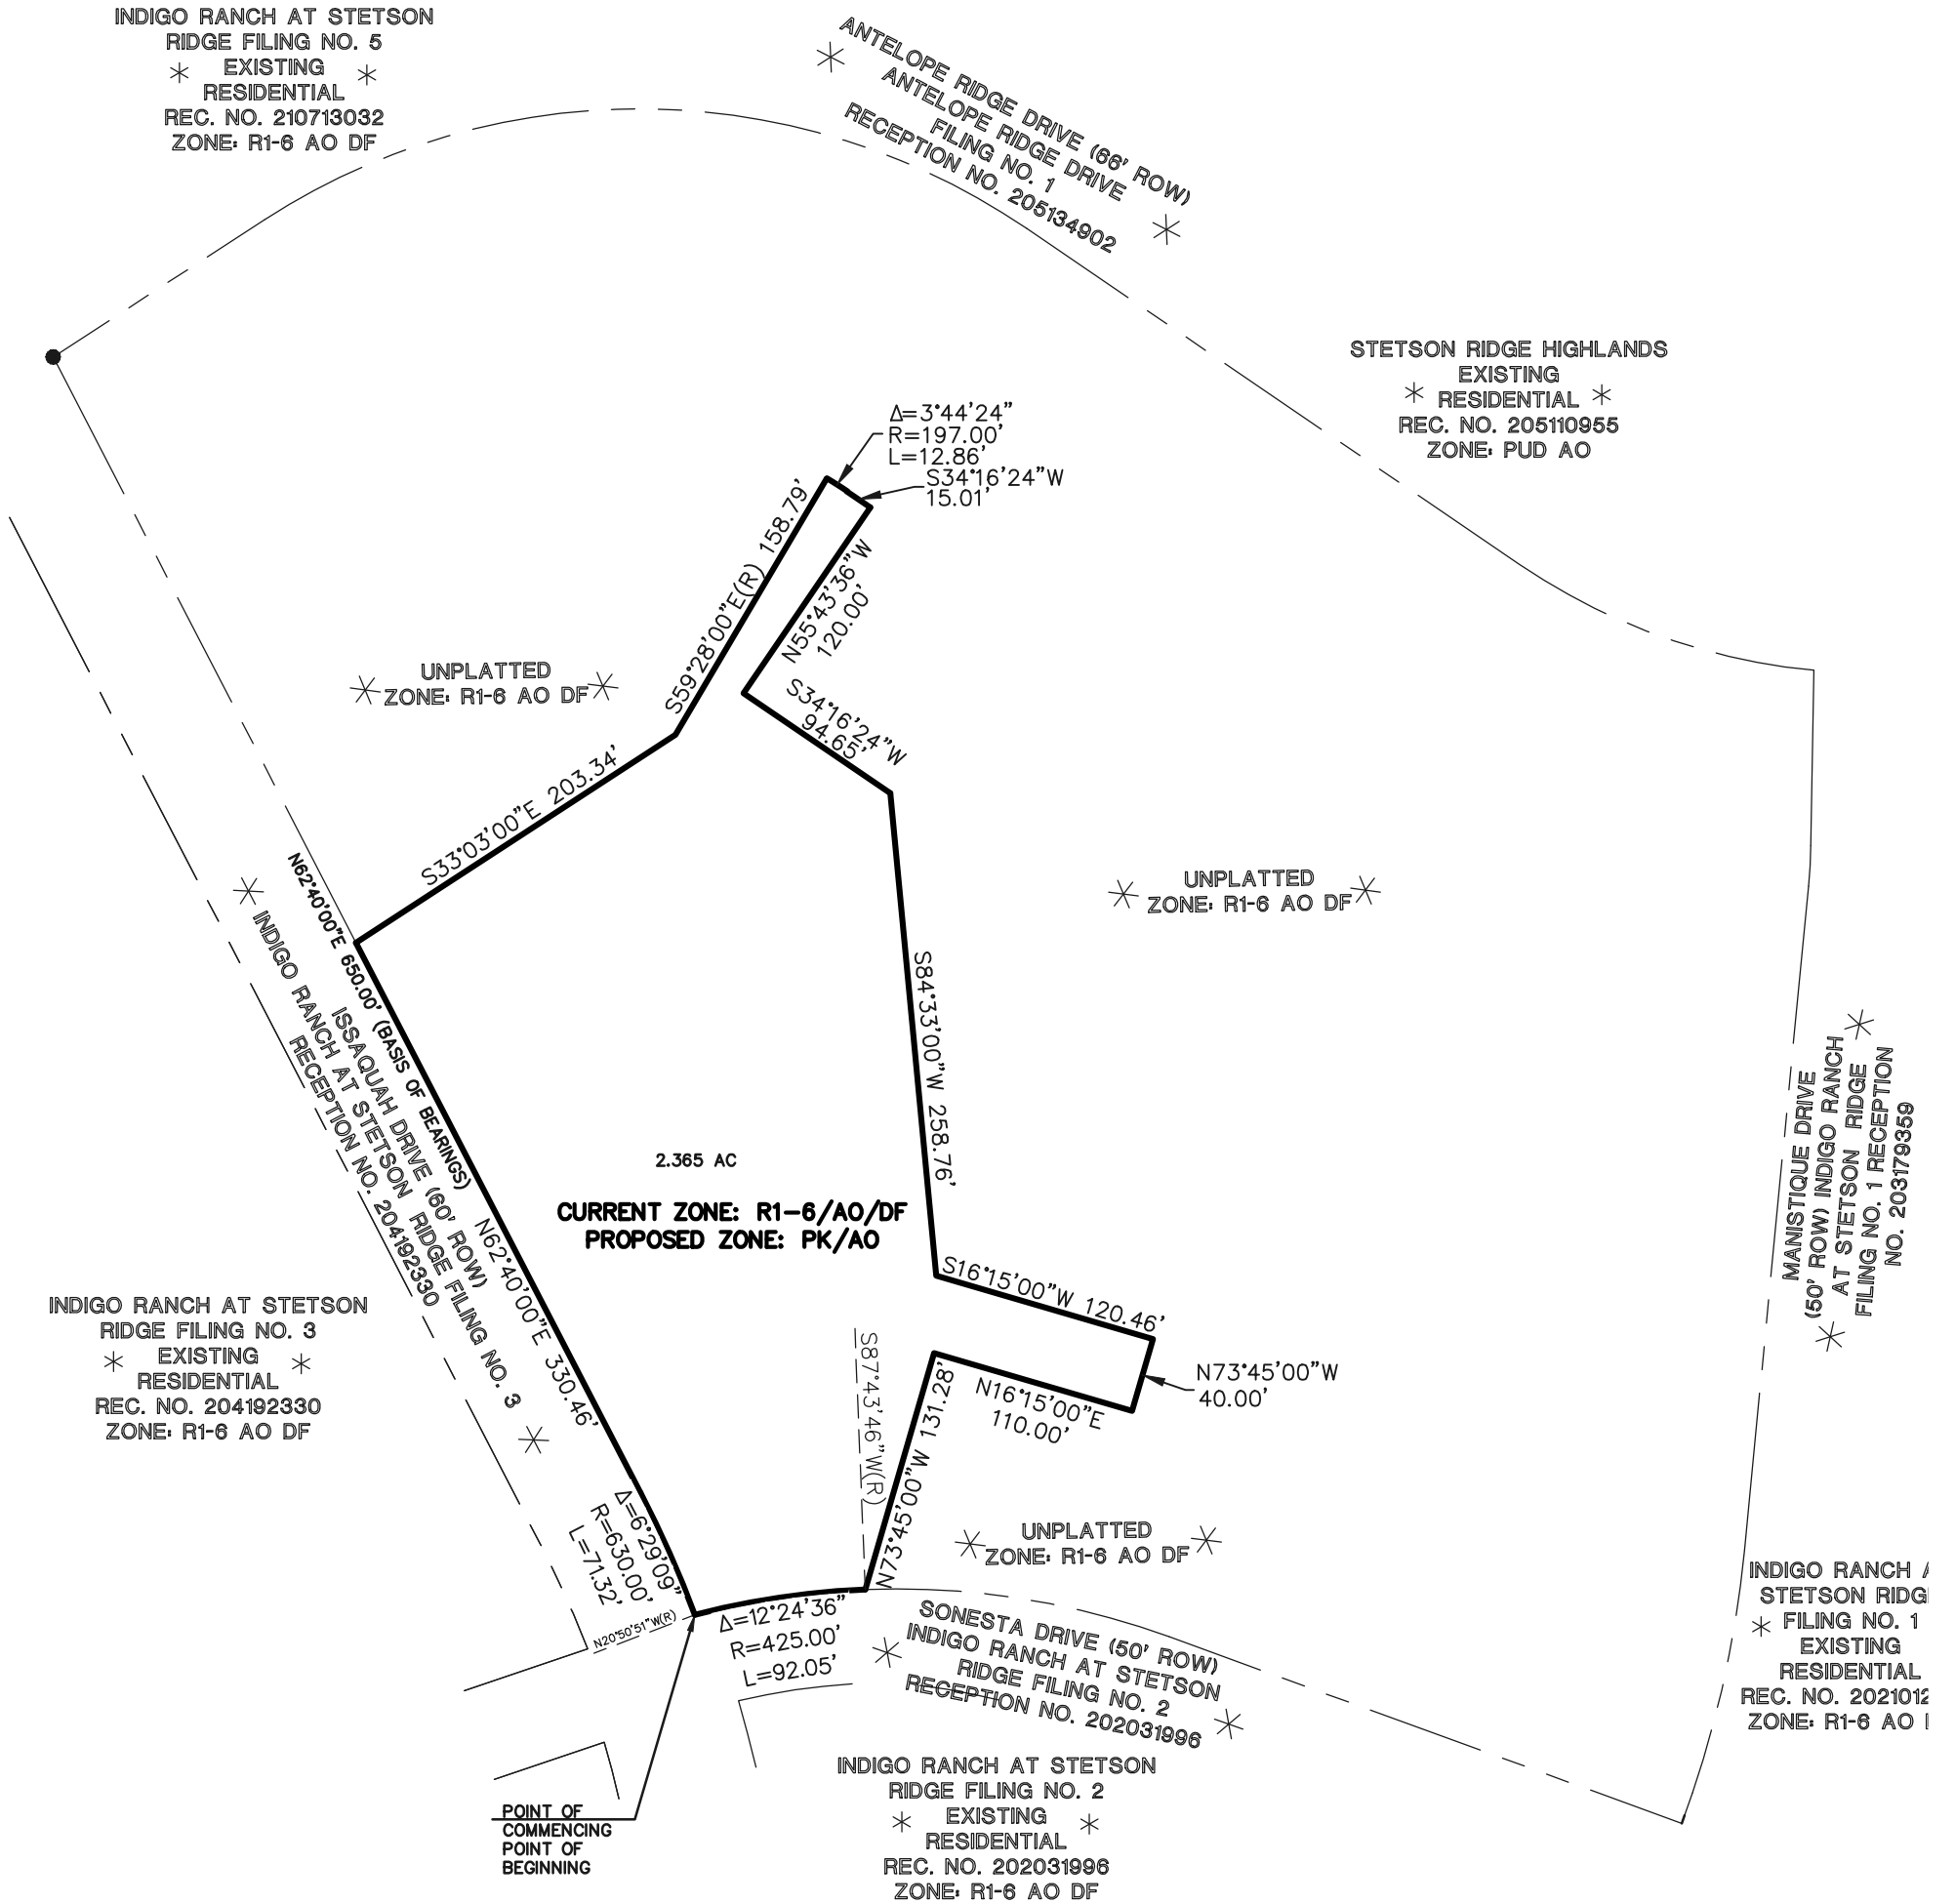 INDIGO RANCH AT STETSON
RIDGE FILING NO. 5
EXISTING
RESIDENTIAL
REC. NO. 210713032
ZONE: R1-6 AO DF
ANTELOPE RIDGE DRIVE (66' ROW)
ANTELOPE RIDGE DRIVE
FILING NO. 1
RECEPTION NO. 205134902
STETSON RIDGE HIGHLANDS
EXISTING
RESIDENTIAL
REC. NO. 205110955
ZONE: PUD AO
Δ=3°44'24"
R=197.00'
L=12.86'
S34°16'24"W
15.01'
S59°28'00"E(R) 158.79'
N55°43'36"W
120.00'
S34°16'24"W
94.65'
UNPLATTED
ZONE: R1-6 AO DF
S33°03'00"E 203.34'
UNPLATTED
ZONE: R1-6 AO DF
N62°40'00"E 650.00' (BASIS OF BEARINGS)
ISSAQUAH DRIVE (60' ROW)
INDIGO RANCH AT STETSON RIDGE FILING NO. 3
RECEPTION NO. 204192330
S84°33'00"W 258.76'
2.365 AC
CURRENT ZONE: R1-6/AO/DF
PROPOSED ZONE: PK/AO
N62°40'00"E 330.46'
MANISTIQUE DRIVE
(50' ROW) INDIGO RANCH
AT STETSON RIDGE
FILING NO. 1 RECEPTION
NO. 203179359
INDIGO RANCH AT STETSON
RIDGE FILING NO. 3
EXISTING
RESIDENTIAL
REC. NO. 204192330
ZONE: R1-6 AO DF
S16°15'00"W 120.46'
N73°45'00"W
40.00'
N16°15'00"E
110.00'
S87°43'46"W(R)
N73°45'00"W 131.28'
UNPLATTED
ZONE: R1-6 AO DF
Δ=6°29'09"
R=630.00'
L=71.32'
N20°50'51"W(R)
Δ=12°24'36"
R=425.00'
L=92.05'
SONESTA DRIVE (50' ROW)
INDIGO RANCH AT STETSON
RIDGE FILING NO. 2
RECEPTION NO. 202031996
INDIGO RANCH
STETSON RIDG
FILING NO. 1
EXISTING
RESIDENTIAL
REC. NO. 2021012
ZONE: R1-6 AO
POINT OF
COMMENCING
POINT OF
BEGINNING
INDIGO RANCH AT STETSON
RIDGE FILING NO. 2
EXISTING
RESIDENTIAL
REC. NO. 202031996
ZONE: R1-6 AO DF